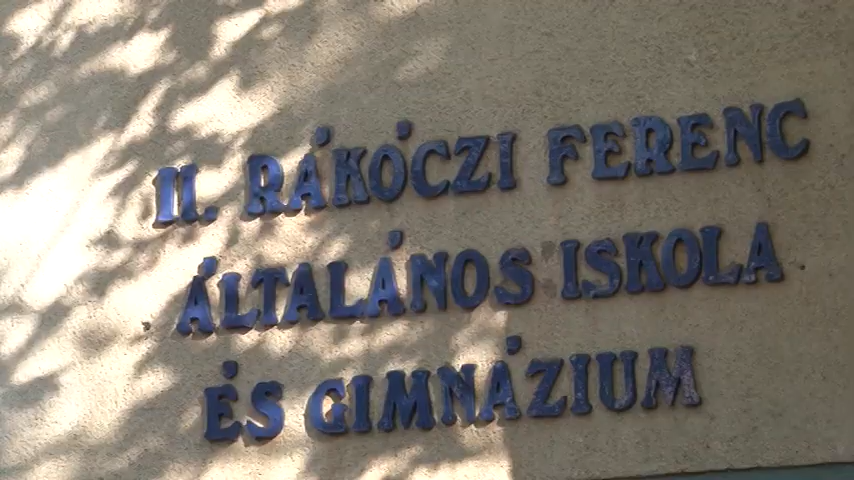 II. RÁKÓCZI FERENC
ÁLTALÁNOS ISKOLA
ÉS GIMNÁZIUM